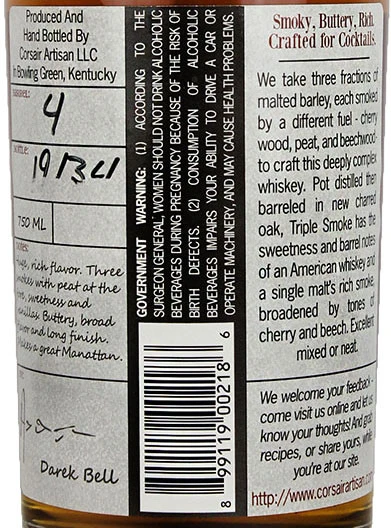 Produced And
Hand Bottled By
Corsair Artisan LLC
in Bowling Green, Kentucky
4
750 ML
notes:
rich flavor. Three
smokes with peat at the
sweetness and
vanillas. Buttery, broad
and long finish.
makes a great Manattan.
Darek Bell
GOVERNMENT WARNING: (1) ACCORDING TO THE
SURGEON GENERAL, WOMEN SHOULD NOT DRINK ALCOHOLIC
BEVERAGES DURING PREGNANCY BECAUSE OF THE RISK OF
BIRTH DEFECTS. (2) CONSUMPTION OF ALCOHOLIC
BEVERAGES IMPAIRS YOUR ABILITY TO DRIVE A CAR OR
OPERATE MACHINERY, AND MAY CAUSE HEALTH PROBLEMS.
8 99119 00218 6
Smoky, Buttery, Rich.
Crafted for Cocktails.
We take three fractions of
malted barley, each smoked
by a different fuel - cherry
wood, peat, and beechwood-
to craft this deeply complex
whiskey. Pot distilled then
barreled in new charred
oak, Triple Smoke has the
sweetness and barrel notes
of an American whiskey and
a single malt's rich smoke,
broadened by tones of
cherry and beech. Excellent
mixed or neat.
We welcome your feedback -
come visit us online and let us
know your thoughts! And grab
recipes, or share yours, while
you're at our site.
http://www.corsairartisan.com